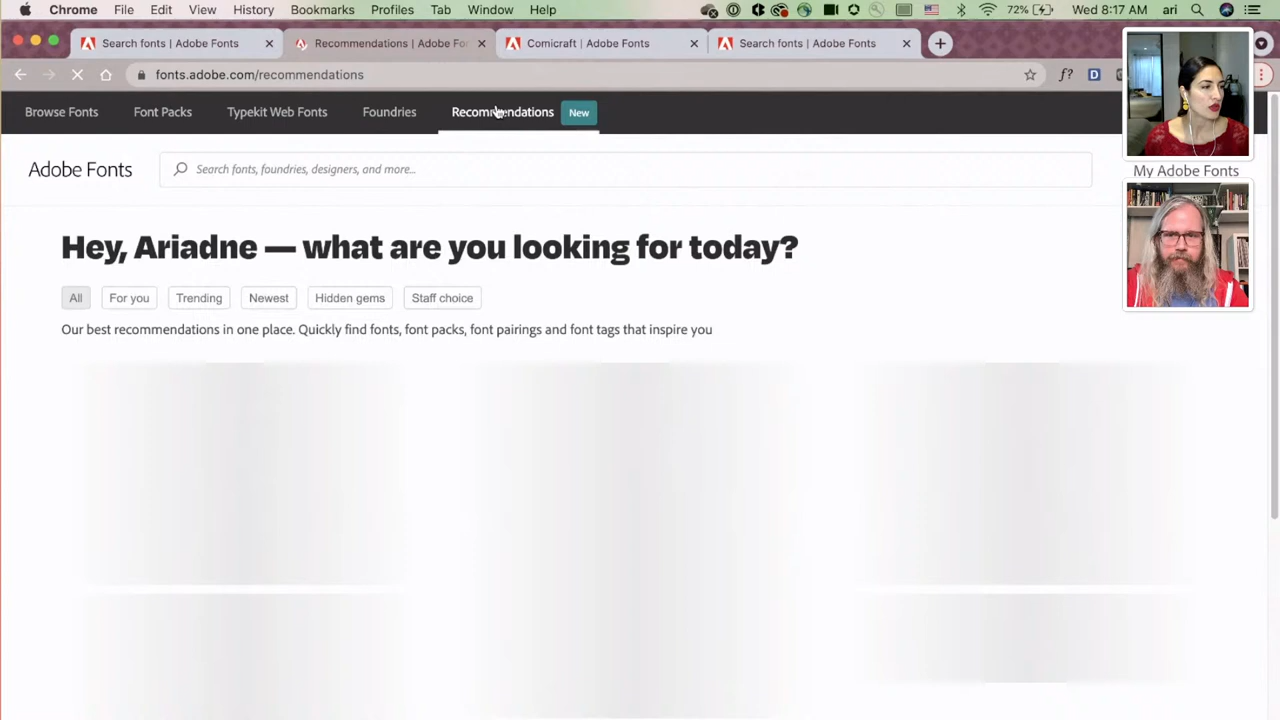 Chrome File Edit View History Bookmarks Profiles Tab Window Help 72% Wed 8:17 AM ari
Search fonts | Adobe Fonts
Recommendations | Adobe Fo
Comicraft | Adobe Fonts
Search fonts | Adobe Fonts
fonts.adobe.com/recommendations f? D
Browse Fonts Font Packs Typekit Web Fonts Foundries Recommendations New
Adobe Fonts Search fonts, foundries, designers, and more... My Adobe Fonts
Hey, Ariadne — what are you looking for today?
All For you Trending Newest Hidden gems Staff choice
Our best recommendations in one place. Quickly find fonts, font packs, font pairings and font tags that inspire you